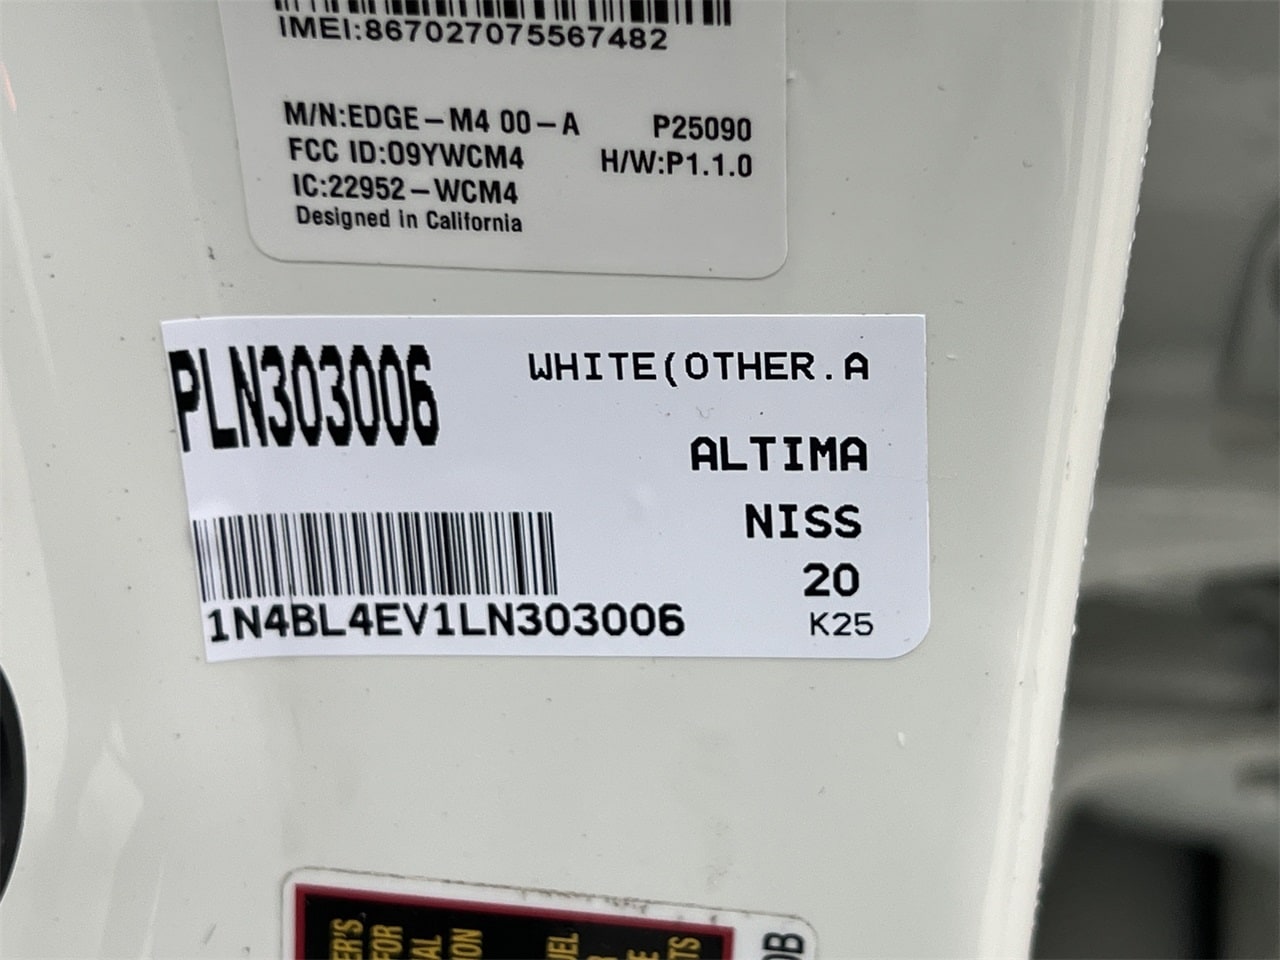 IMEI:867027075567482
M/N:EDGE-M4 00-A P25090
FCC ID:O9YWCM4 H/W:P1.1.0
IC:22952-WCM4
Designed in California
PLN303006 WHITE(OTHER.A
ALTIMA
NISS
20
1N4BL4EV1LN303006 K25